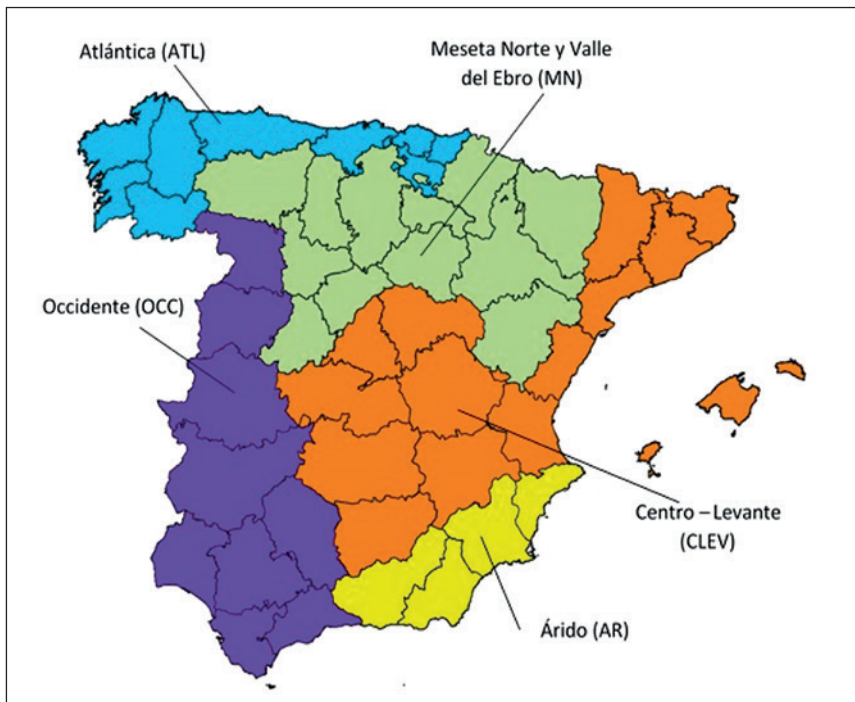 Atlántica (ATL)
Meseta Norte y Valle
del Ebro (MN)
Occidente (OCC)
Centro – Levante
(CLEV)
Árido (AR)